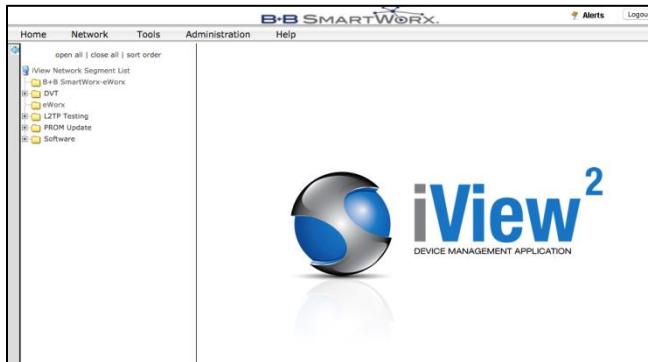 B+B SMARTWORX.
Alerts
Logou
Home Network Tools Administration Help
open all | close all | sort order
iView Network Segment List
B+B SmartWorx-eWorx
DVT
eWorx
L2TP Testing
PROM Update
Software
iView 2
DEVICE MANAGEMENT APPLICATION